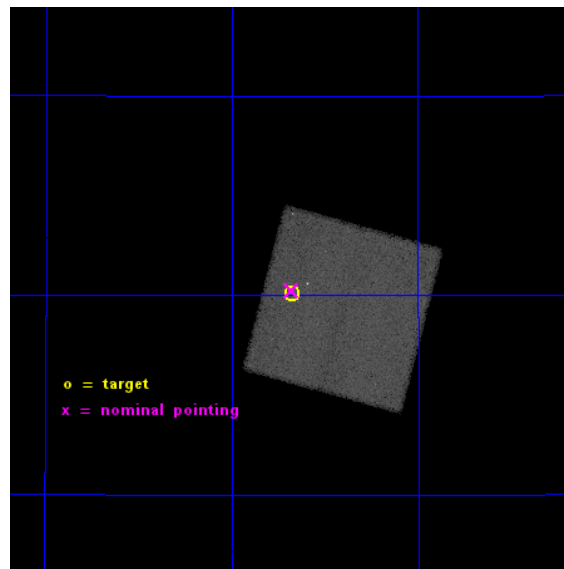 o = target
x = nominal pointing